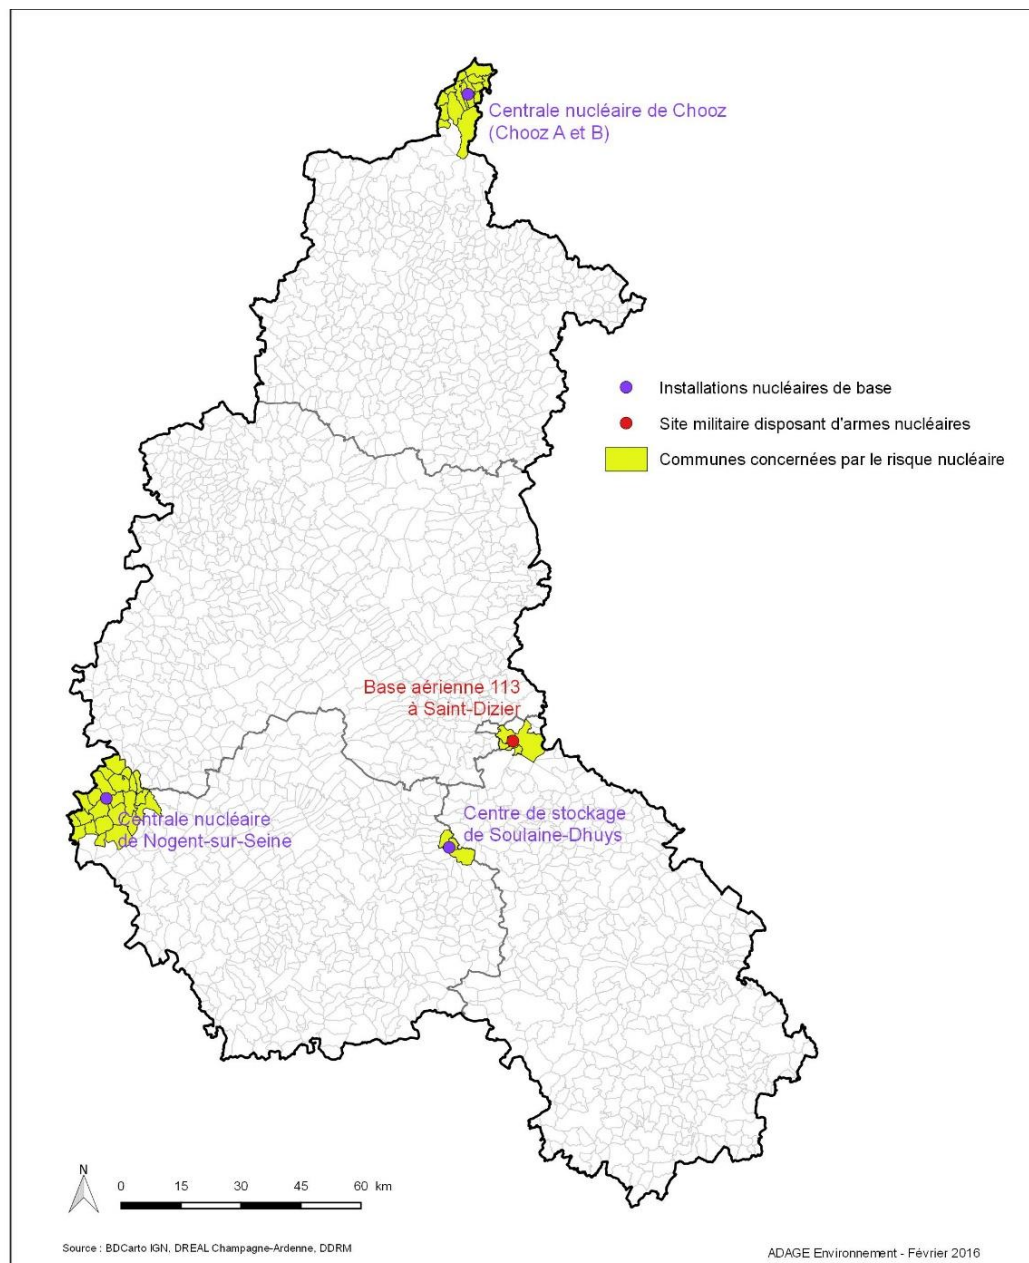 Centrale nucléaire de Chooz
(Chooz A et B)
Installations nucléaires de base
Site militaire disposant d'armes nucléaires
Communes concernées par le risque nucléaire
Base aérienne 113
à Saint-Dizier
Centrale nucléaire
de Nogent-sur-Seine
Centre de stockage
de Soulaine-Dhuys
N
0 15 30 45 60 km
Source : BDCarto IGN, DREAL Champagne-Ardenne, DDRM
ADAGE Environnement - Février 2016